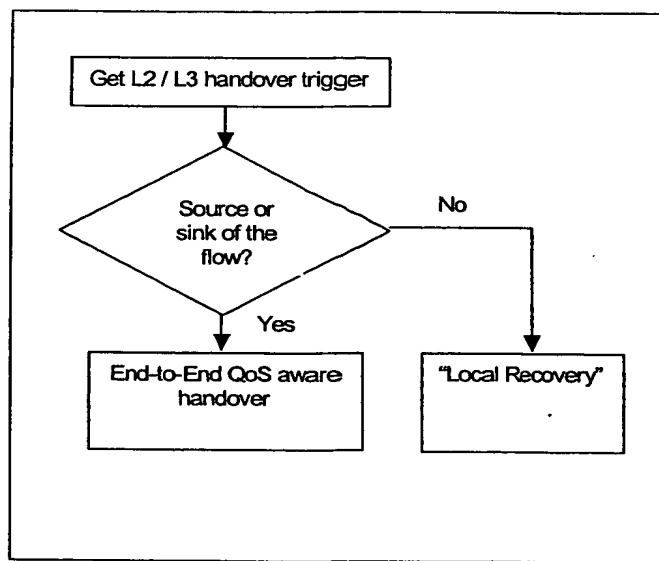 Get L2 / L3 handover trigger
Source or
sink of the
flow?
No
Yes
End-to-End QoS aware
handover
"Local Recovery"